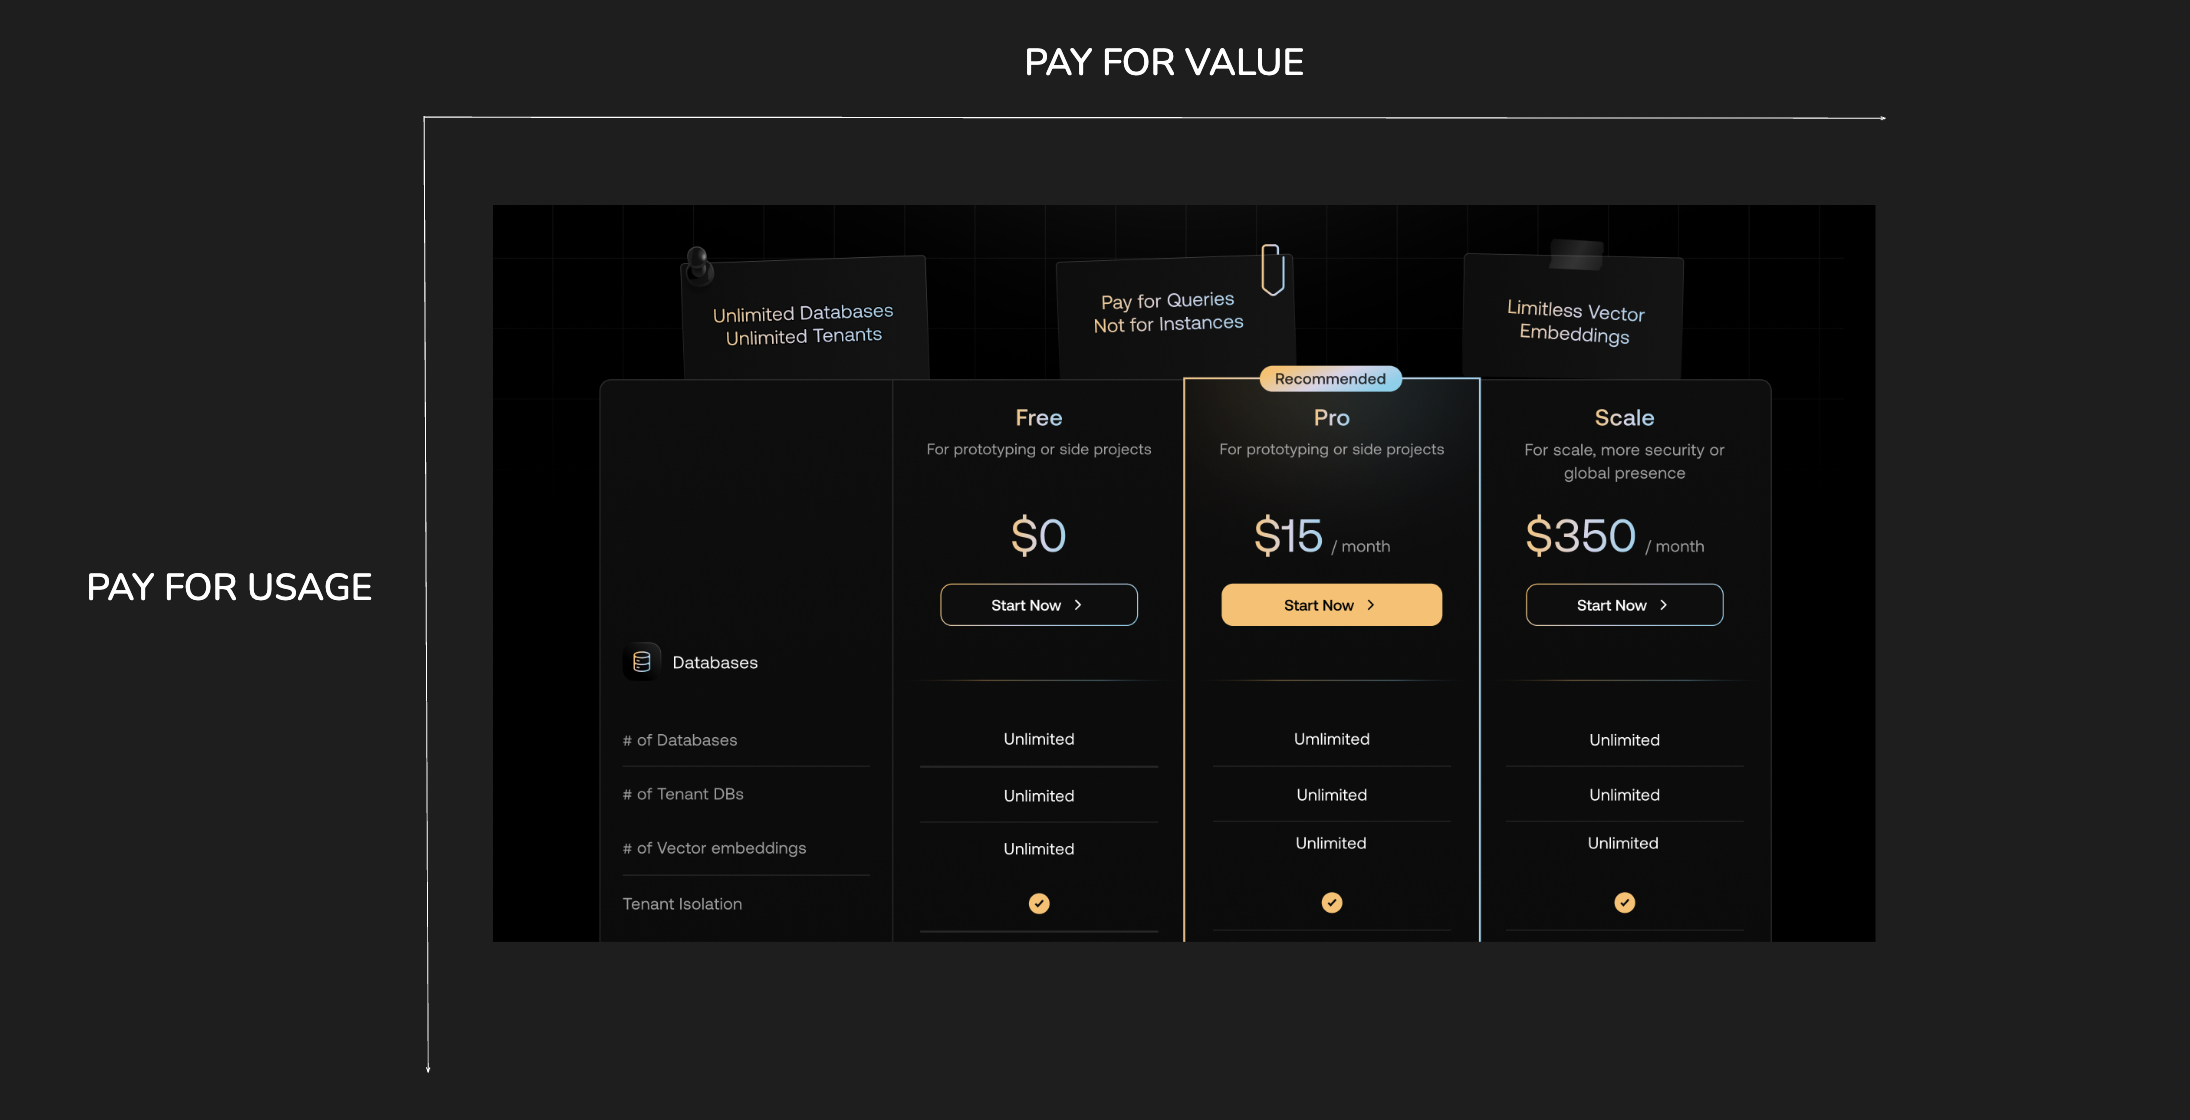 PAY FOR VALUE
PAY FOR USAGE
Unlimited Databases
Unlimited Tenants
Pay for Queries
Not for Instances
Limitless Vector
Embeddings
Recommended
Free
For prototyping or side projects
$0
Start Now
Pro
For prototyping or side projects
$15 / month
Start Now
Scale
For scale, more security or
global presence
$350 / month
Start Now
Databases
# of Databases
Unlimited
Umlimited
Unlimited
# of Tenant DBs
Unlimited
Unlimited
Unlimited
# of Vector embeddings
Unlimited
Unlimited
Unlimited
Tenant Isolation